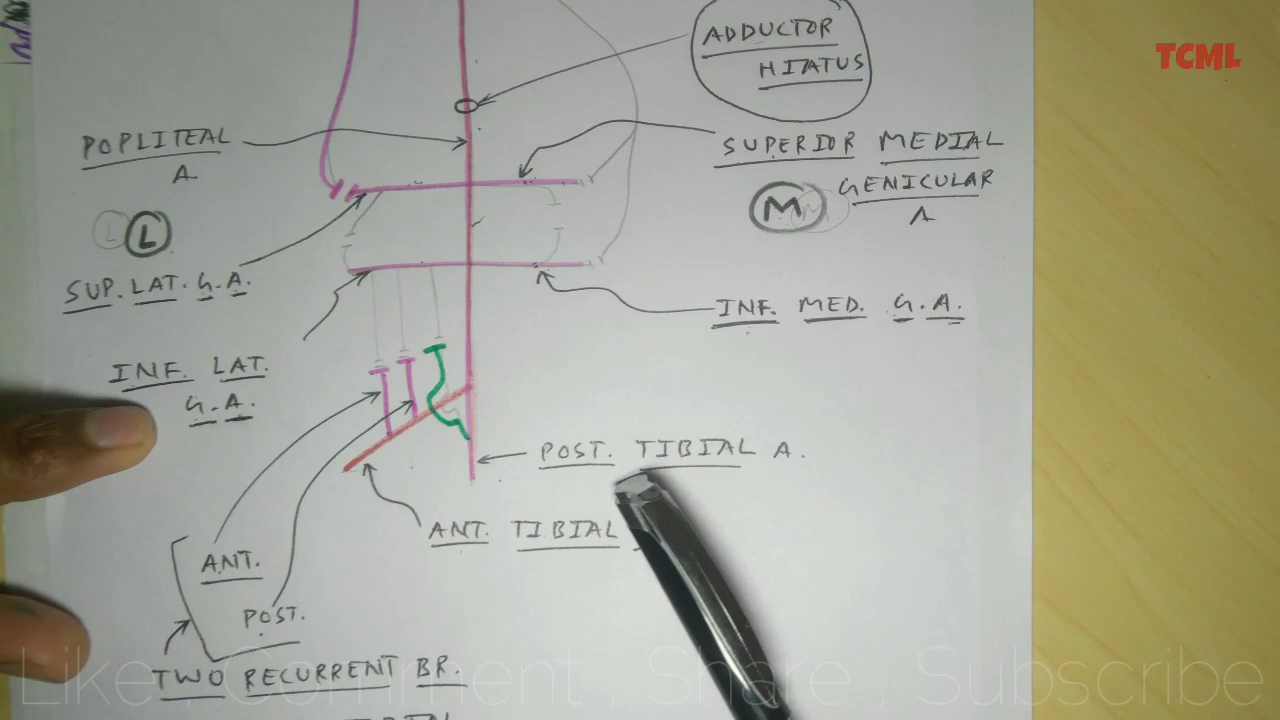 TCML
ADDUCTOR
HIATUS
POPLITEAL
A
SUPERIOR MEDIAL
GENICULAR
A
M
L
L
SUP. LAT. G. A.
INF. MED. G. A.
INF. LAT.
G. A.
POST. TIBIAL A.
ANT. TIBIAL
ANT.
POST.
TWO RECURRENT BR.
Like , Comment , Share , Subscribe